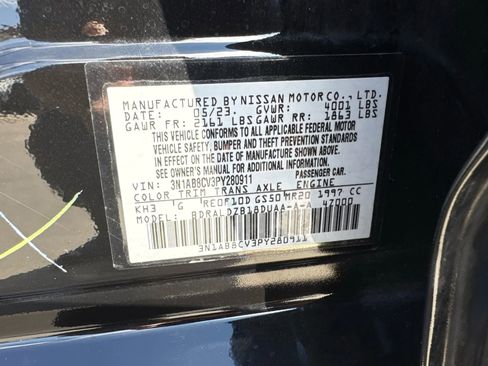 MANUFACTURED BY NISSAN MOTOR CO., LTD.
DATE: 05/23. GVWR: 4001 LBS
GAWR FR: 2161 LBS GAWR RR: 1863 LBS
THIS VEHICLE CONFORMS TO ALL APPLICABLE FEDERAL MOTOR
VEHICLE SAFETY, BUMPER AND THEFT PREVENTION STANDARDS
IN EFFECT ON THE DATE OF MANUFACTURE SHOWN ABOVE.
SEE OWNER'S MANUAL FOR ADDITIONAL INFORMATION.
VIN: 3N1AB8CV3PY280911 PASSENGER CAR.
COLOR TRIM TRANS AXLE ENGINE
KH3 G RE0F10D GS50 MR20 1997 CC
MODEL: BDRALDZB18DUAA-A-A 47000
3N1AB8CV3PY280911